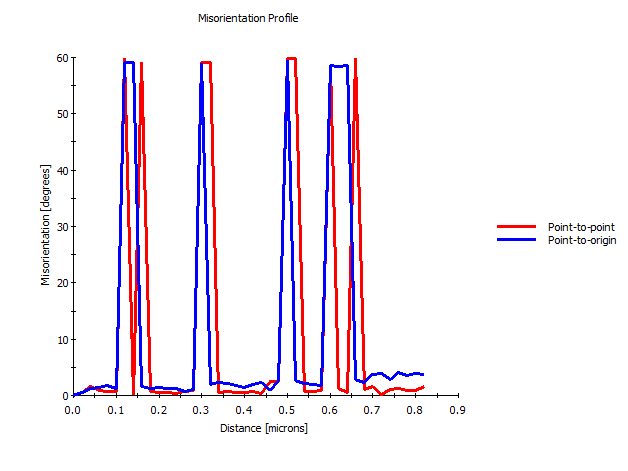 Misorientation Profile
60
50
40
30
20
10
0
Misorientation [degrees]
0.0 0.1 0.2 0.3 0.4 0.5 0.6 0.7 0.8 0.9
Distance [microns]
Point-to-point
Point-to-origin